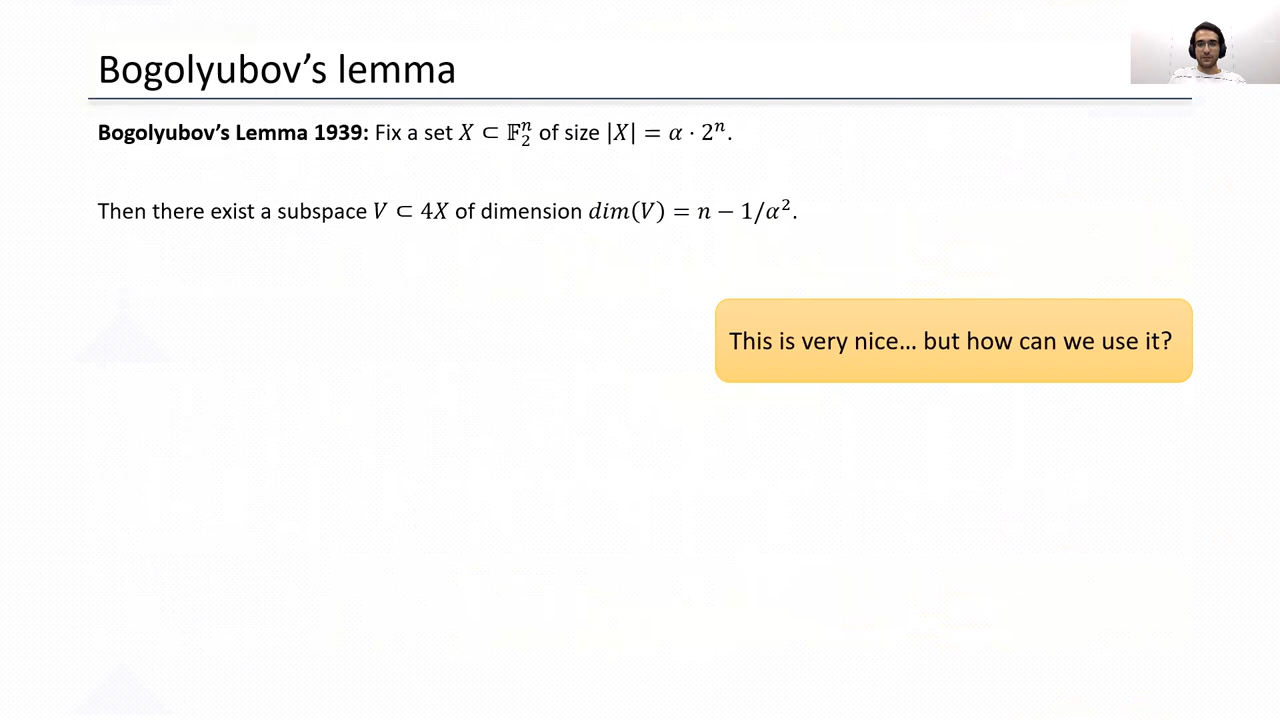 Bogolyubov's lemma
Bogolyubov's Lemma 1939: Fix a set 𝑋 ⊂ 𝔽₂ⁿ of size |𝑋| = 𝛼 ⋅ 2ⁿ.
Then there exist a subspace 𝑉 ⊂ 4𝑋 of dimension 𝑑𝑖𝑚(𝑉) = 𝑛 − 1/𝛼².
This is very nice… but how can we use it?